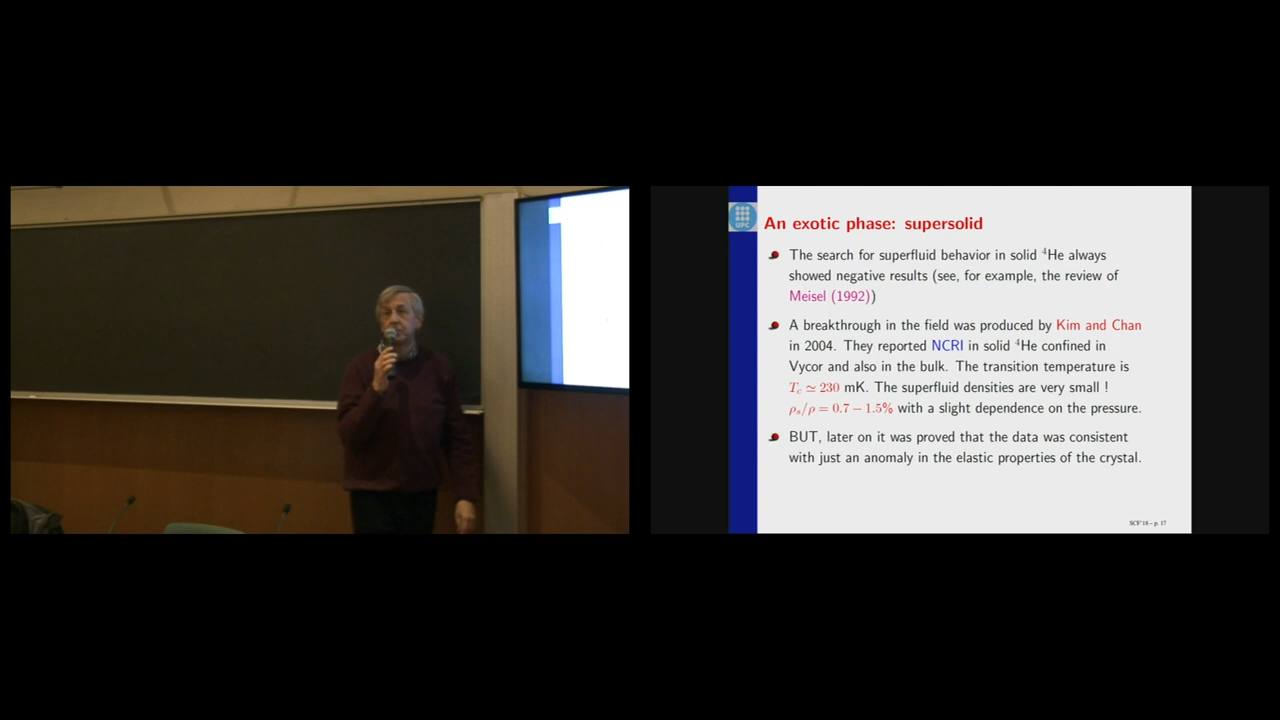 UPC
An exotic phase: supersolid
The search for superfluid behavior in solid ⁴He always
showed negative results (see, for example, the review of
Meisel (1992))
A breakthrough in the field was produced by Kim and Chan
in 2004. They reported NCRI in solid ⁴He confined in
Vycor and also in the bulk. The transition temperature is
T_c ≃ 230 mK. The superfluid densities are very small !
ρ_s/ρ = 0.7 − 1.5% with a slight dependence on the pressure.
BUT, later on it was proved that the data was consistent
with just an anomaly in the elastic properties of the crystal.
SCF'18 – p. 17